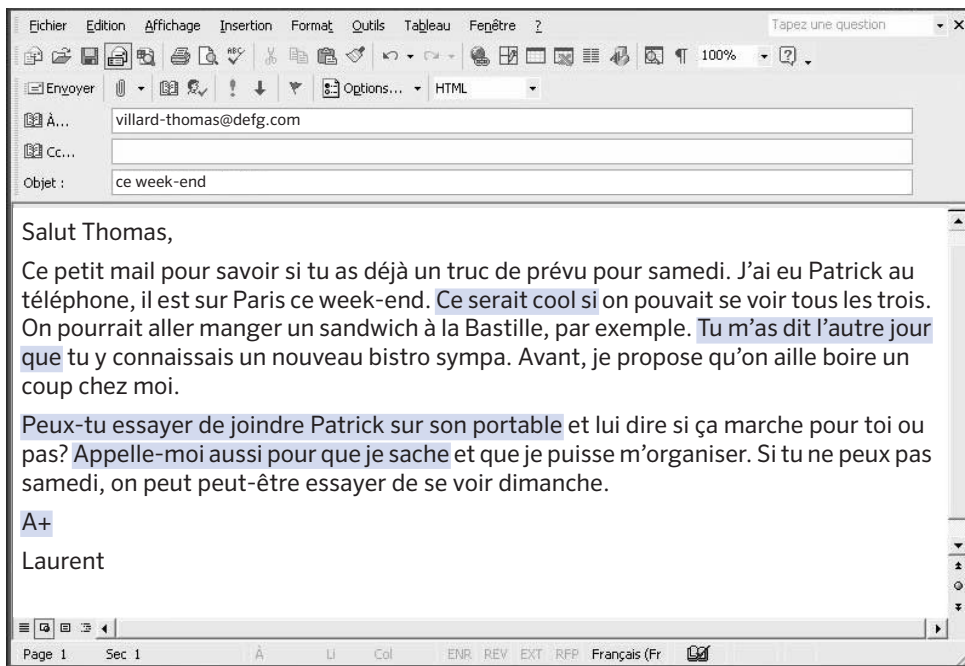 Fichier Edition Affichage Insertion Format Outils Tableau Fenêtre ? Tapez une question
ABC 100%
Envoyer Options... HTML
À... villard-thomas@defg.com
Cc...
Objet : ce week-end
Salut Thomas,
Ce petit mail pour savoir si tu as déjà un truc de prévu pour samedi. J’ai eu Patrick au
téléphone, il est sur Paris ce week-end. Ce serait cool si on pouvait se voir tous les trois.
On pourrait aller manger un sandwich à la Bastille, par exemple. Tu m’as dit l’autre jour
que tu y connaissais un nouveau bistro sympa. Avant, je propose qu’on aille boire un
coup chez moi.
Peux-tu essayer de joindre Patrick sur son portable et lui dire si ça marche pour toi ou
pas? Appelle-moi aussi pour que je sache et que je puisse m’organiser. Si tu ne peux pas
samedi, on peut peut-être essayer de se voir dimanche.
A+
Laurent
Page 1 Sec 1 À Li Col ENR REV EXT RFP Français (Fr